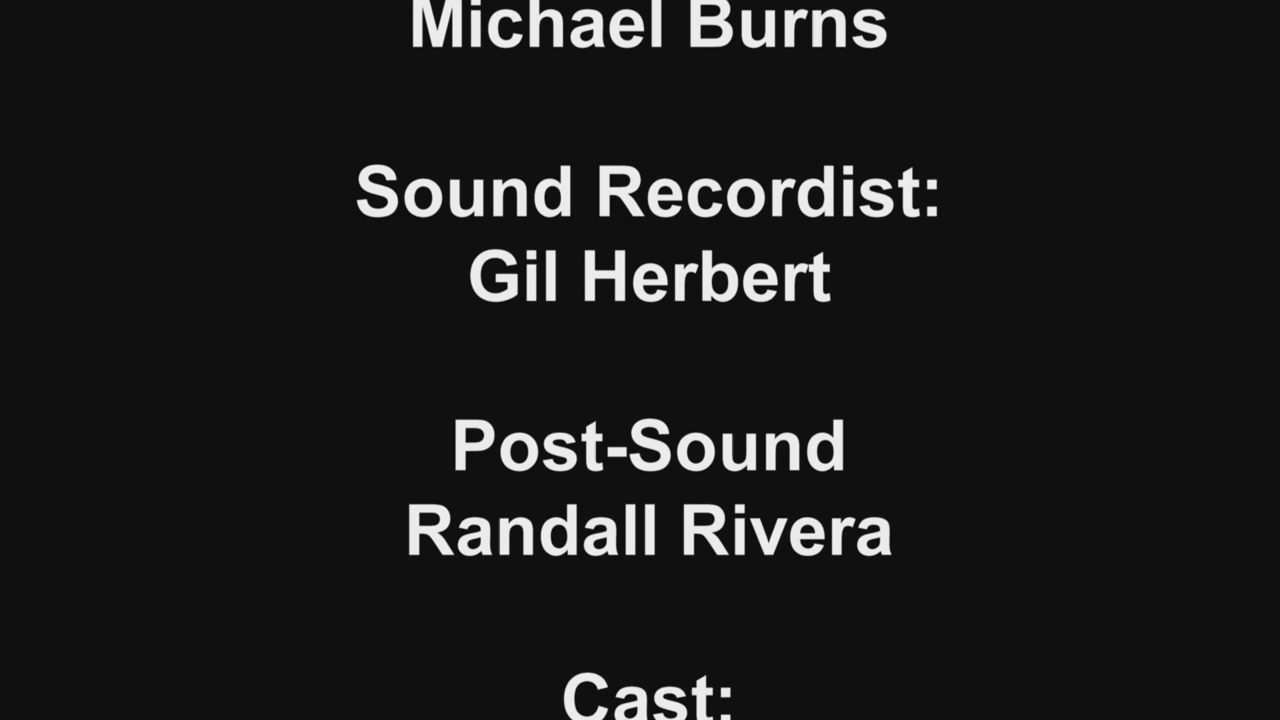 Michael Burns
Sound Recordist:
Gil Herbert
Post-Sound
Randall Rivera
Cast: